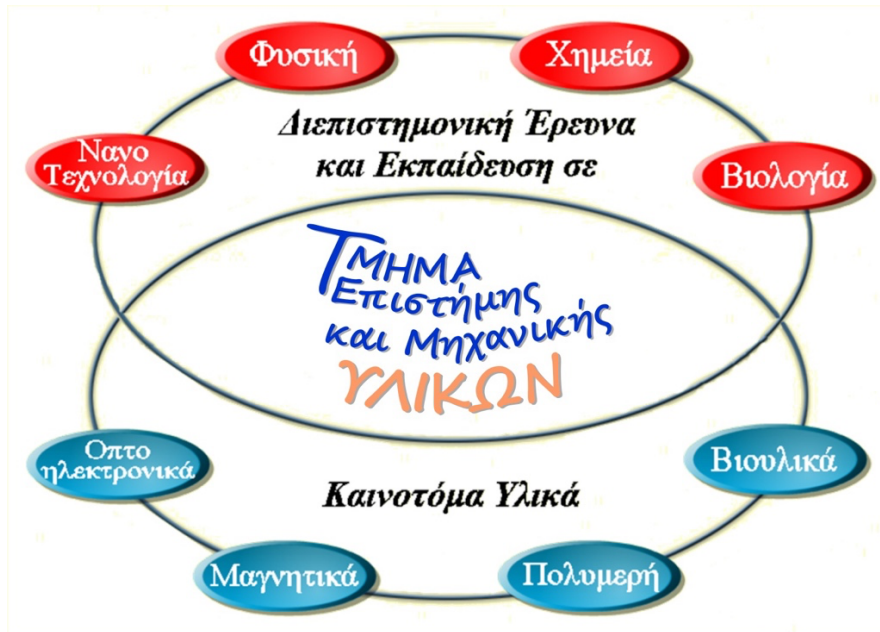 Φυσική
Χημεία
Διεπιστημονική Έρευνα
και Εκπαίδευση σε
Νανο
Τεχνολογία
Βιολογία
ΤΜΗΜΑ
Επιστήμης
και Μηχανικής
ΥΛΙΚΩΝ
Οπτο
ηλεκτρονικά
Βιουλικά
Καινοτόμα Υλικά
Μαγνητικά
Πολυμερή